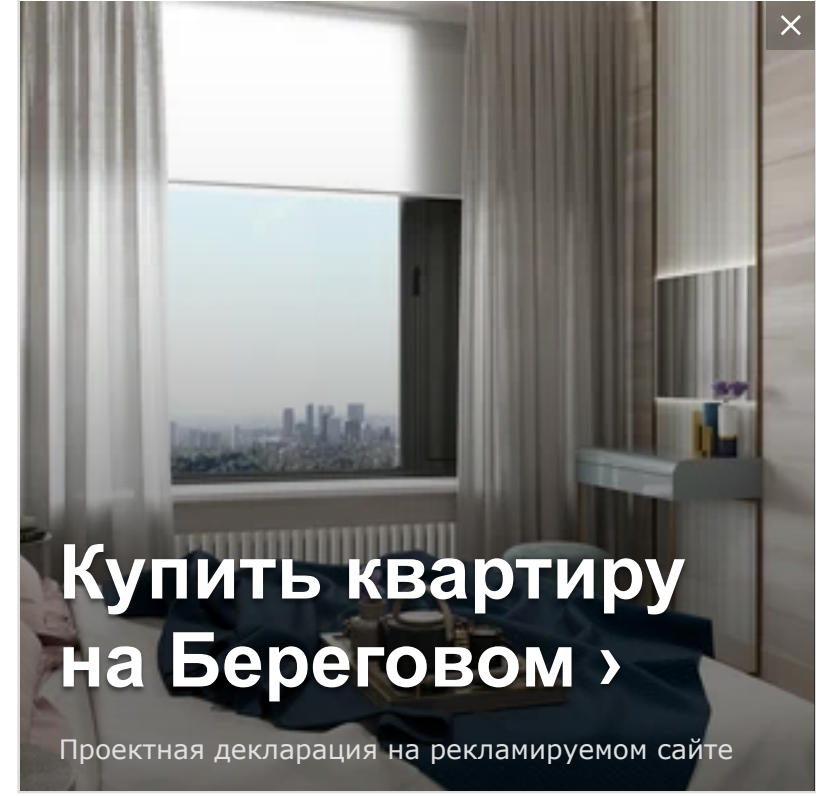 Купить квартиру
на Береговом ›
Проектная декларация на рекламируемом сайте